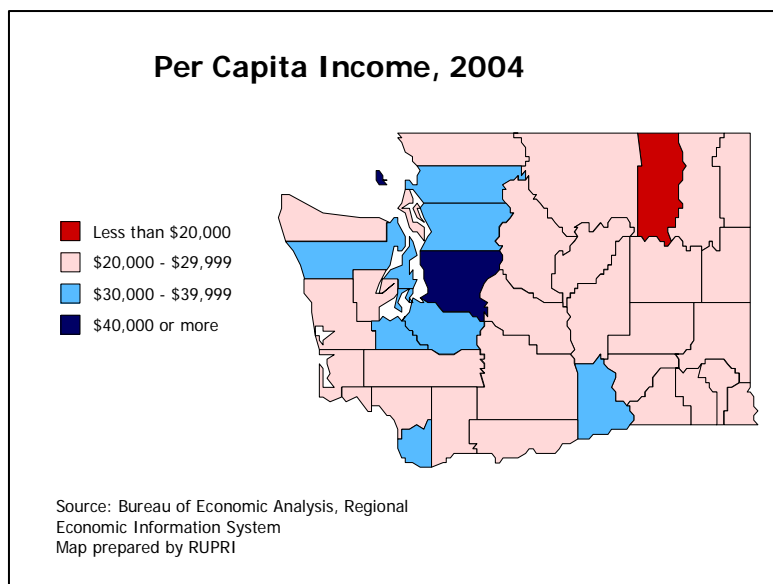 Per Capita Income, 2004
Less than $20,000
$20,000 - $29,999
$30,000 - $39,999
$40,000 or more
Source: Bureau of Economic Analysis, Regional
Economic Information System
Map prepared by RUPRI